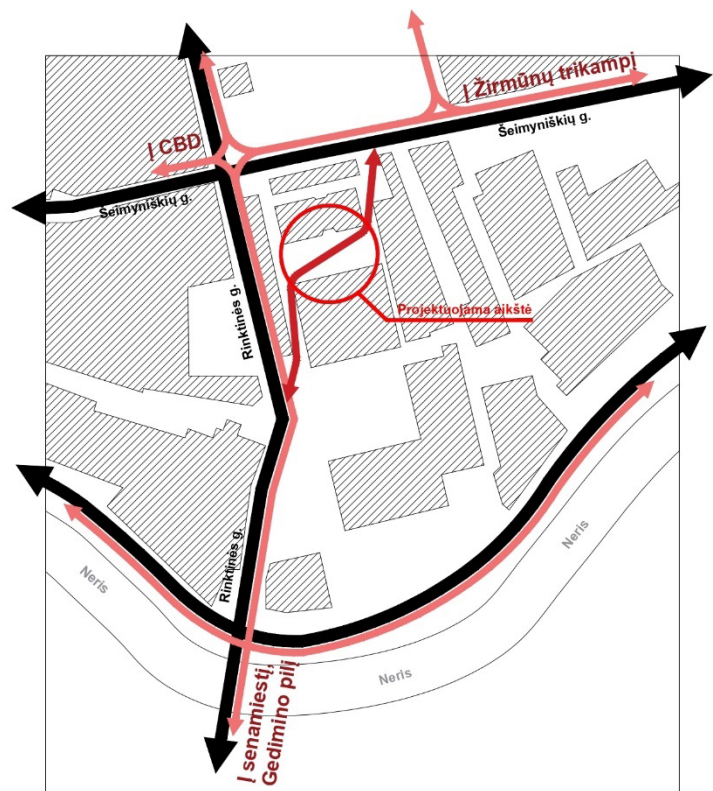 Į Žirmūnų trikampį
Šeimyniškių g.
Į CBD
Šeimyniškių g.
Rinktinės g.
Projektuojama aikštė
Rinktinės g.
Neris
Neris
Neris
Į senamiestį,
Gedimino pilį